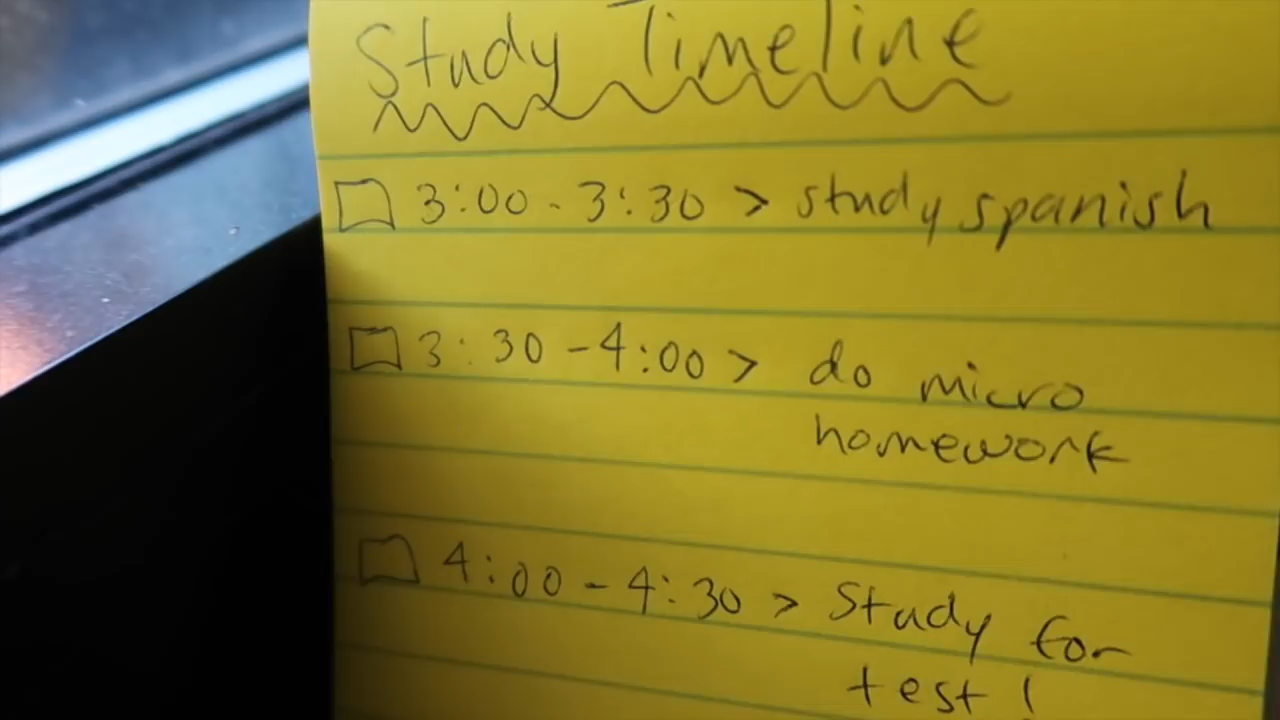 Study Timeline
3:00 - 3:30 > study spanish
3:30 - 4:00 > do micro
homework
4:00 - 4:30 > Study for
test!